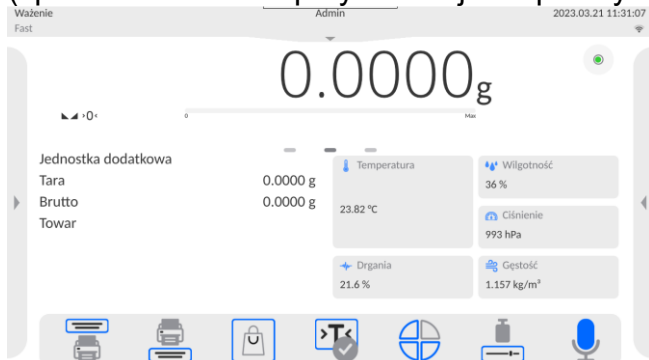 Ważenie Admin 2023.03.21 11:31:07
Fast
0.0000g
>0<
0 Max
Jednostka dodatkowa
Tara 0.0000 g
Brutto 0.0000 g
Towar
Temperatura
23.82 °C
Wilgotność
36 %
Ciśnienie
993 hPa
Drgania
21.6 %
Gęstość
1.157 kg/m³
>T<